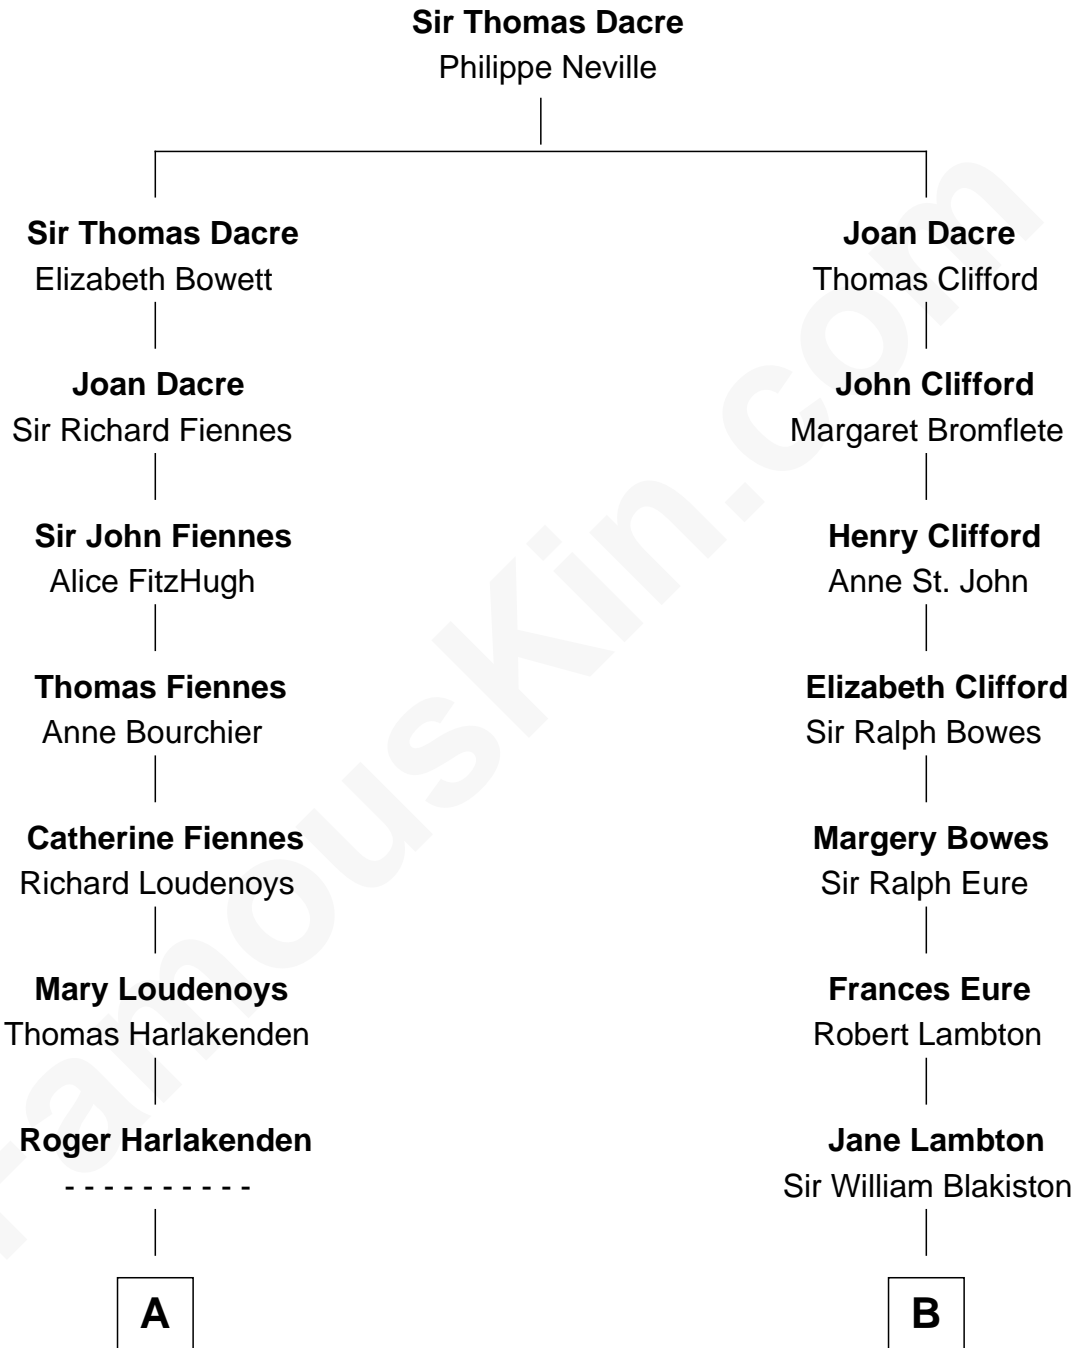 Sir Thomas Dacre
Philippe Neville
Sir Thomas Dacre
Elizabeth Bowett
Joan Dacre
Sir Richard Fiennes
Sir John Fiennes
Alice FitzHugh
Thomas Fiennes
Anne Bourchier
Catherine Fiennes
Richard Loudenoys
Mary Loudenoys
Thomas Harlakenden
Roger Harlakenden
- - - - - - - - - -
A
Joan Dacre
Thomas Clifford
John Clifford
Margaret Bromflete
Henry Clifford
Anne St. John
Elizabeth Clifford
Sir Ralph Bowes
Margery Bowes
Sir Ralph Eure
Frances Eure
Robert Lambton
Jane Lambton
Sir William Blakiston
B
FamousKin.com